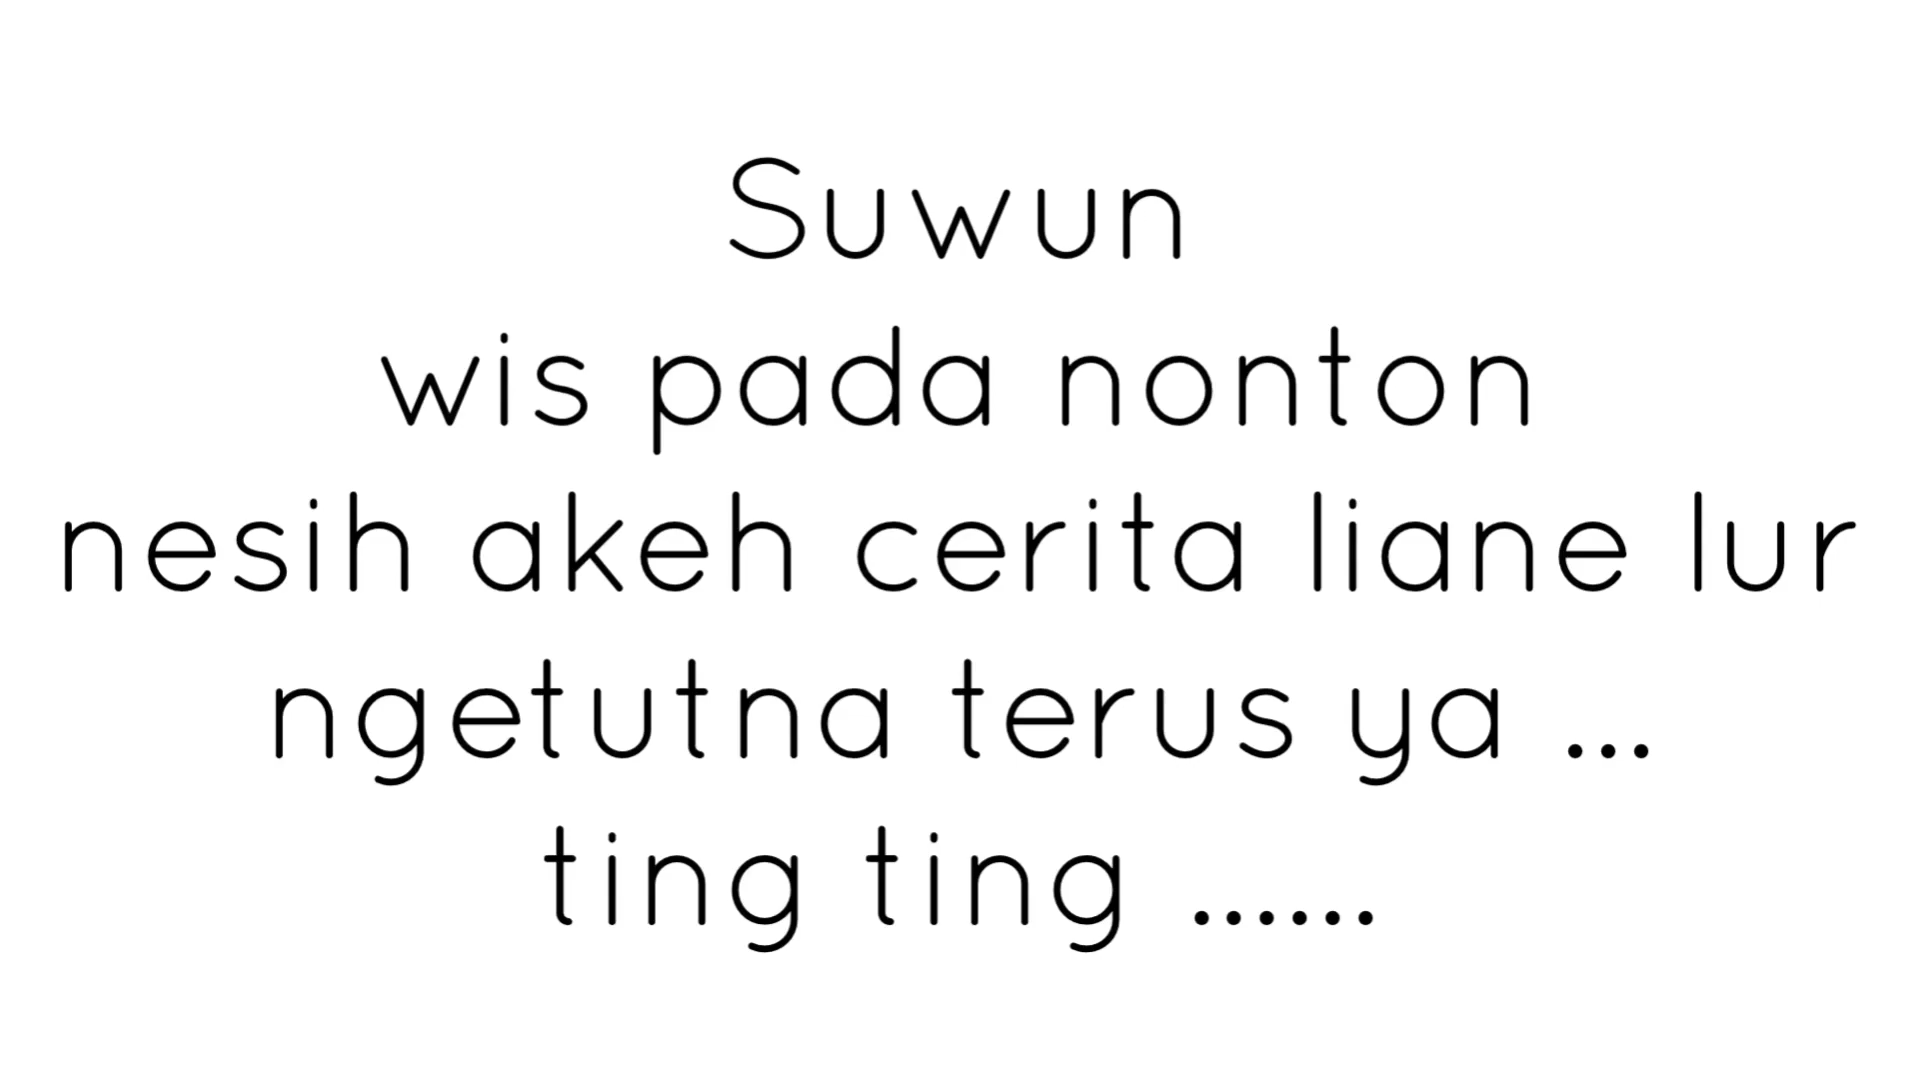 Suwun
wis pada nonton
nesih akeh cerita liane lur
ngetutna terus ya ...
ting ting ......